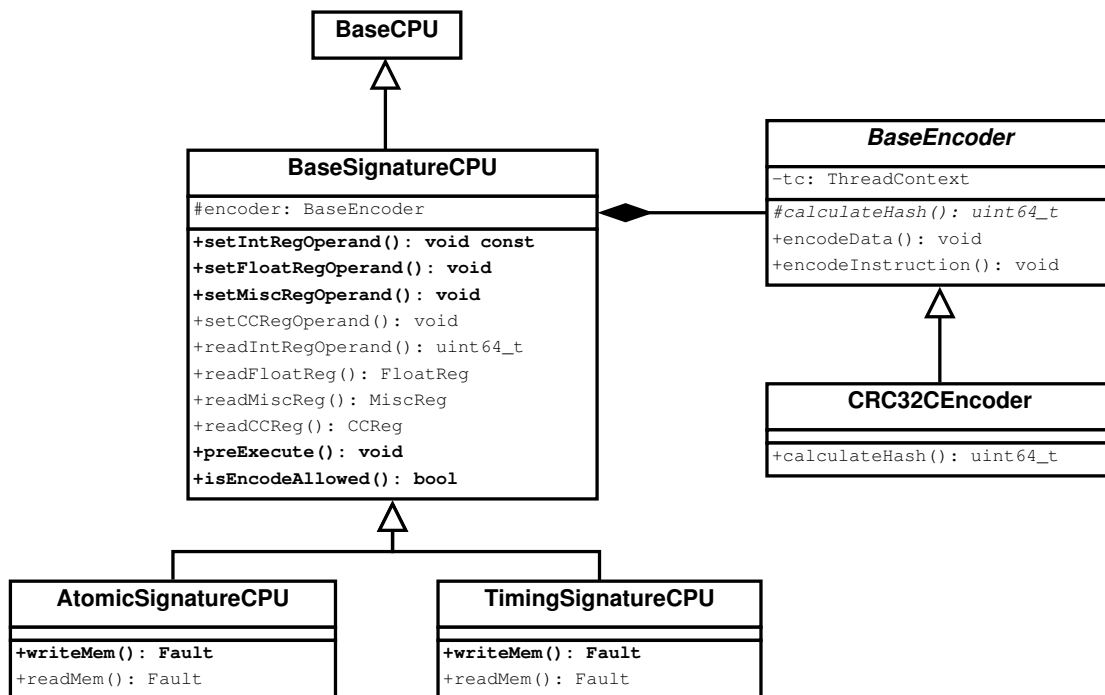 BaseCPU
BaseSignatureCPU
#encoder: BaseEncoder
+setIntRegOperand(): void const
+setFloatRegOperand(): void
+setMiscRegOperand(): void
+setCCRegOperand(): void
+readIntRegOperand(): uint64_t
+readFloatReg(): FloatReg
+readMiscReg(): MiscReg
+readCCReg(): CCReg
+preExecute(): void
+isEncodeAllowed(): bool
BaseEncoder
-tc: ThreadContext
#calculateHash(): uint64_t
+encodeData(): void
+encodeInstruction(): void
CRC32CEncoder
+calculateHash(): uint64_t
AtomicSignatureCPU
+writeMem(): Fault
+readMem(): Fault
TimingSignatureCPU
+writeMem(): Fault
+readMem(): Fault